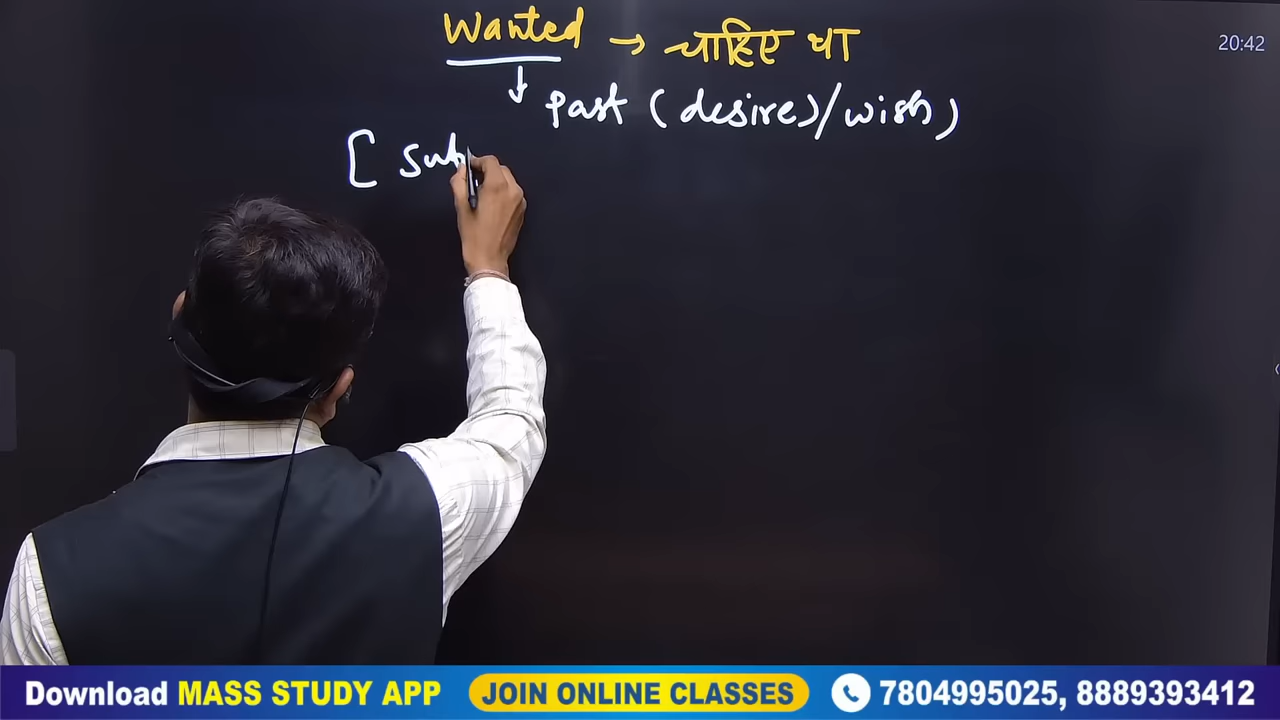 Wanted → चाहिए था
20:42
↓ Past (desire)/wish)
[ Sub
Download MASS STUDY APP JOIN ONLINE CLASSES 7804995025, 8889393412